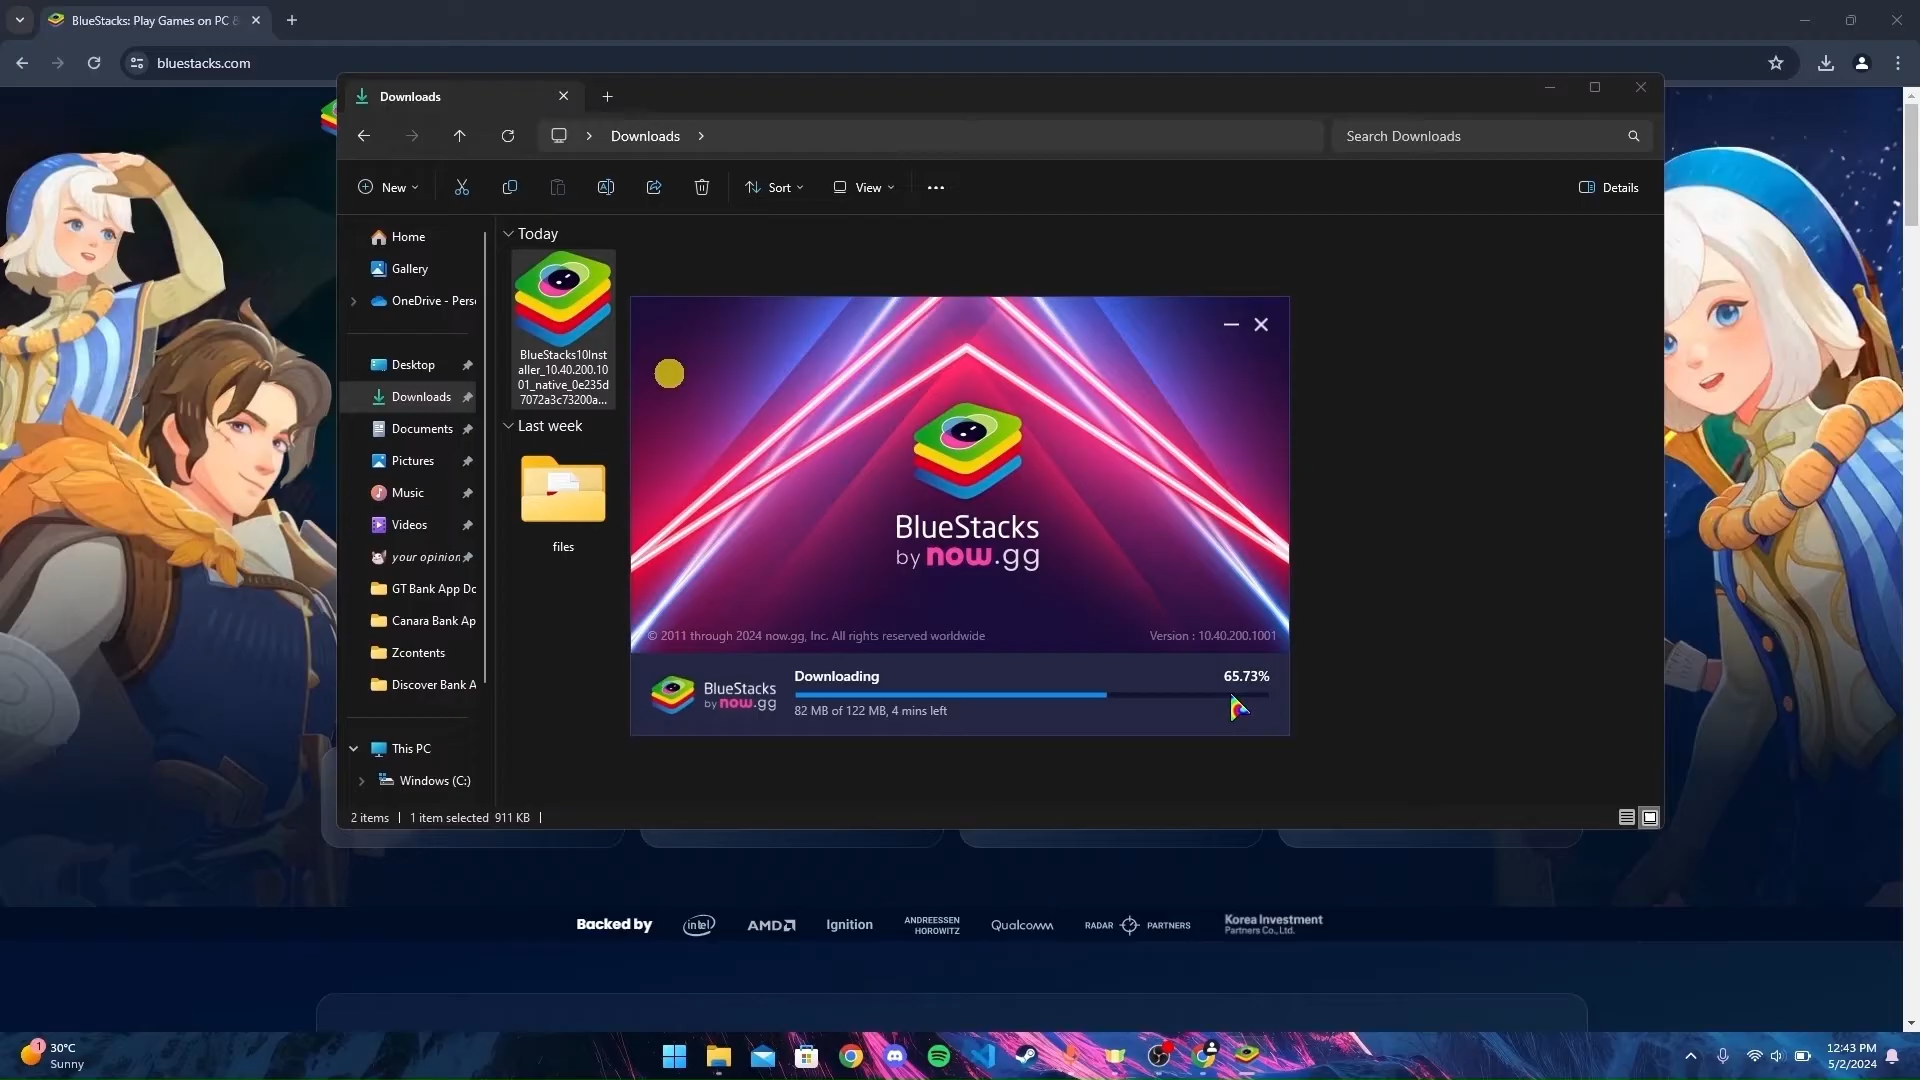 BlueStacks: Play Games on PC &
bluestacks.com
Downloads
Downloads
Search Downloads
New
Sort
View
Details
Home
Gallery
OneDrive - Pers
Desktop
Downloads
Documents
Pictures
Music
Videos
your opinion
GT Bank App Do
Canara Bank Ap
Zcontents
Discover Bank A
This PC
Windows (C:)
Today
BlueStacks10Inst
aller_10.40.200.10
01_native_0e235d
7072a3c73200a...
Last week
files
BlueStacks
by now.gg
© 2011 through 2024 now.gg, Inc. All rights reserved worldwide
Version : 10.40.200.1001
BlueStacks
by now.gg
Downloading
65.73%
82 MB of 122 MB, 4 mins left
2 items
1 item selected 911 KB
Backed by
intel
AMD
Ignition
ANDREESSEN
HOROWITZ
Qualcomm
RADAR PARTNERS
Korea Investment
Partners Co., Ltd.
1
30°C
Sunny
12:43 PM
5/2/2024